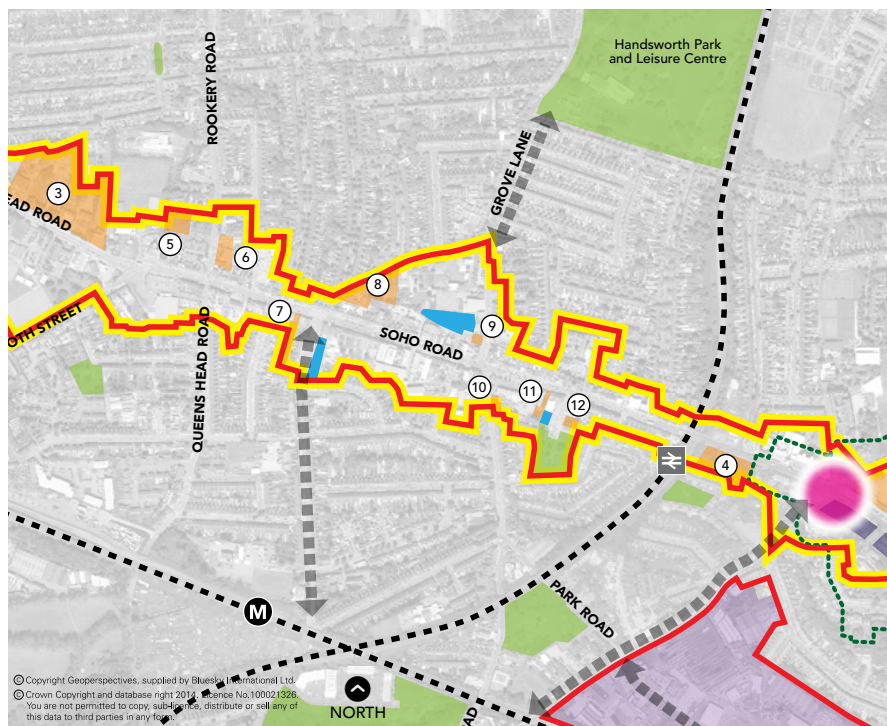 Handsworth Park
and Leisure Centre
ROOKERY ROAD
GROVE LANE
3
EAD ROAD
5
6
8
7
9
OTH STREET
SOHO ROAD
QUEENS HEAD ROAD
10
11
12
4
M
PARK ROAD
© Copyright Geoperspectives, supplied by Bluesky International Ltd.
© Crown Copyright and database right 2014. Licence No.100021326.
You are not permitted to copy, sub-licence, distribute or sell any of
this data to third parties in any form.
NORTH
AD